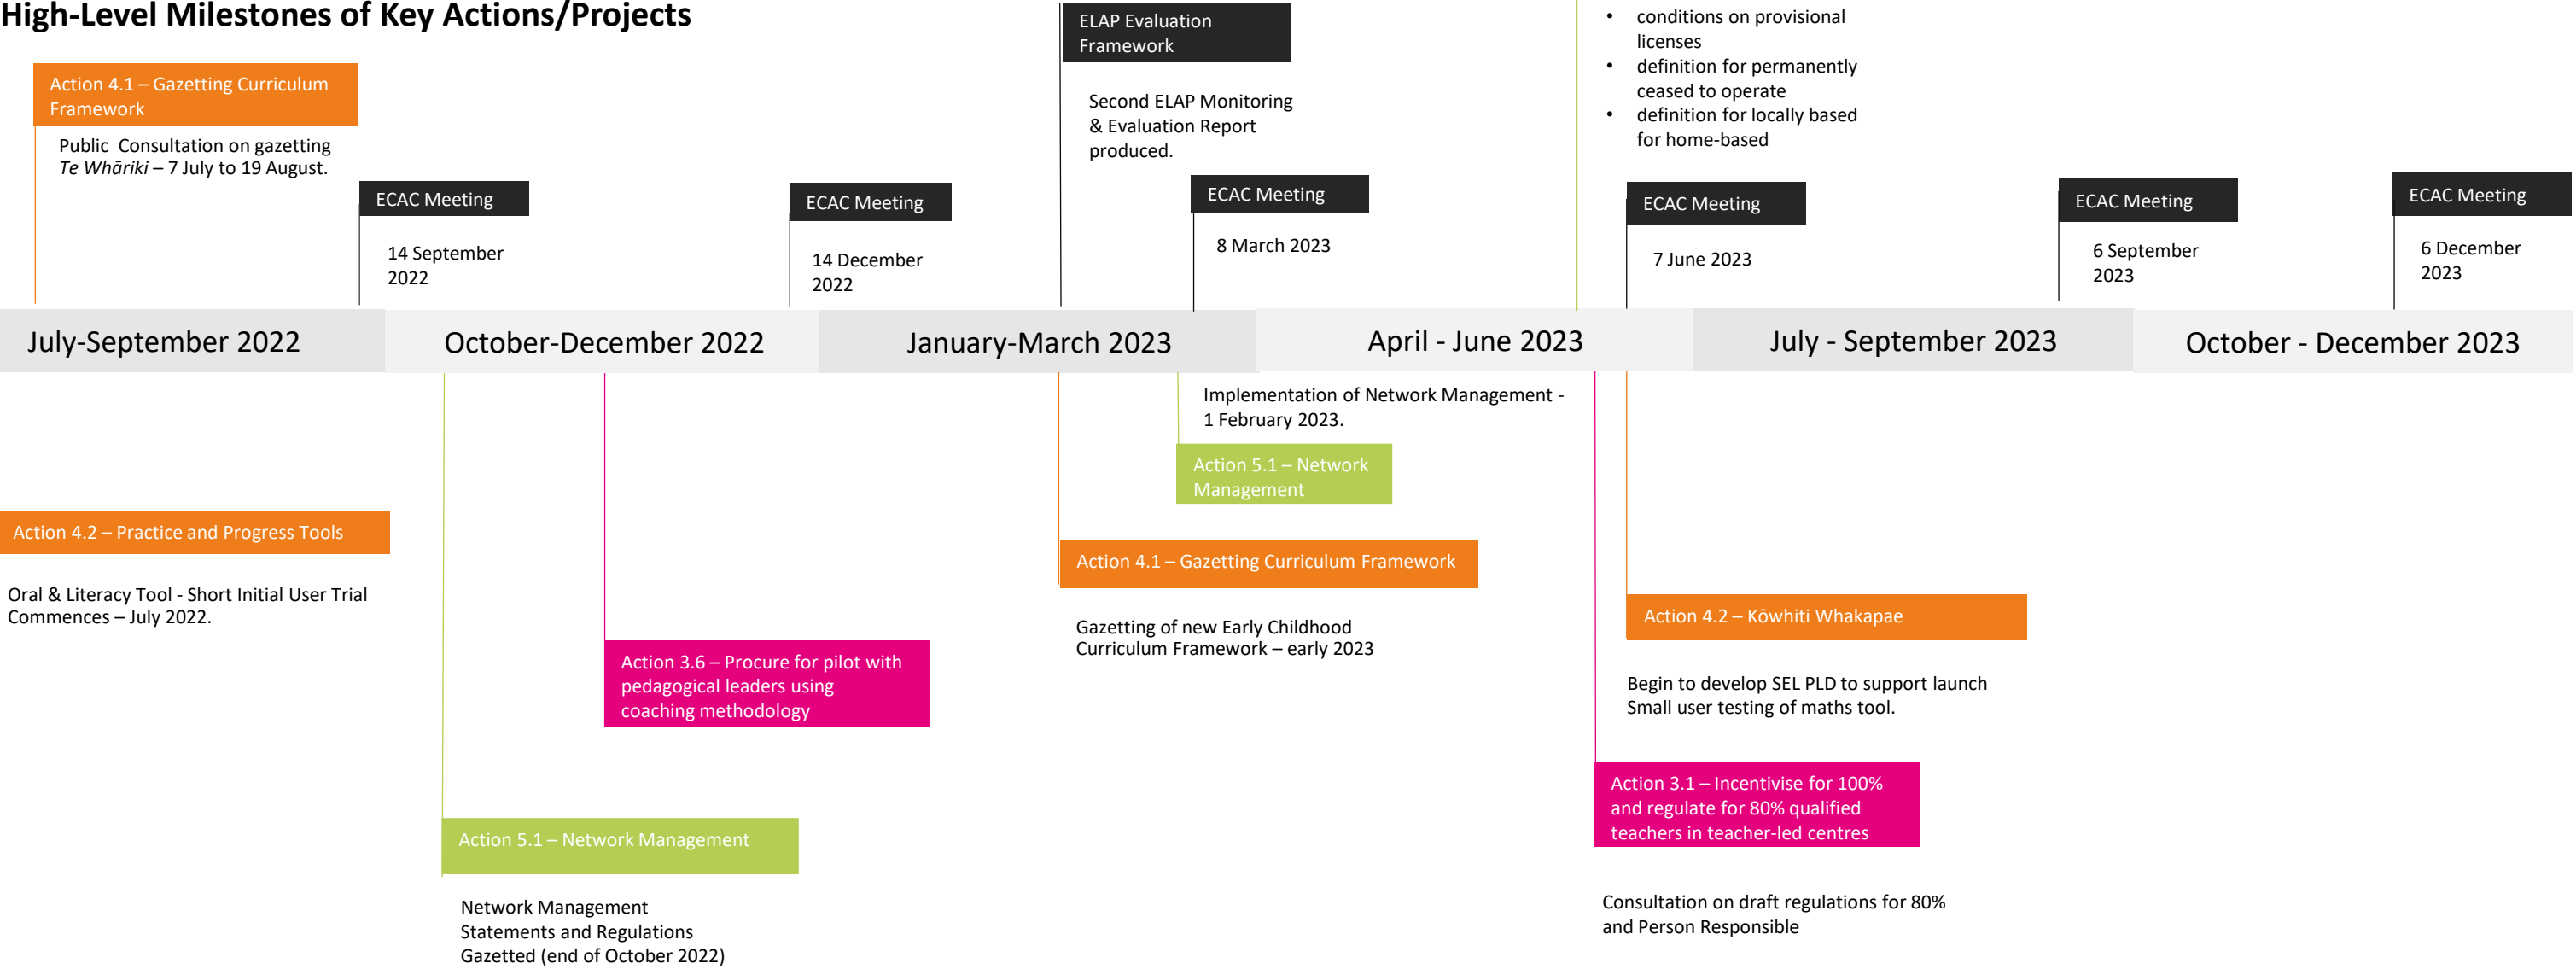 High-Level Milestones of Key Actions/Projects
Action 4.1 – Gazetting Curriculum
Framework
Public Consultation on gazetting
Te Whāriki – 7 July to 19 August.
ECAC Meeting
14 September
2022
ECAC Meeting
14 December
2022
ELAP Evaluation
Framework
Second ELAP Monitoring
& Evaluation Report
produced.
ECAC Meeting
8 March 2023
• conditions on provisional
licenses
• definition for permanently
ceased to operate
• definition for locally based
for home-based
ECAC Meeting
7 June 2023
ECAC Meeting
6 September
2023
ECAC Meeting
6 December
2023
July-September 2022
October-December 2022
January-March 2023
April - June 2023
July - September 2023
October - December 2023
Action 4.2 – Practice and Progress Tools
Oral & Literacy Tool - Short Initial User Trial
Commences – July 2022.
Action 5.1 – Network Management
Network Management
Statements and Regulations
Gazetted (end of October 2022)
Action 3.6 – Procure for pilot with
pedagogical leaders using
coaching methodology
Implementation of Network Management -
1 February 2023.
Action 5.1 – Network
Management
Action 4.1 – Gazetting Curriculum Framework
Gazetting of new Early Childhood
Curriculum Framework – early 2023
Action 4.2 – Kōwhiti Whakapae
Begin to develop SEL PLD to support launch
Small user testing of maths tool.
Action 3.1 – Incentivise for 100%
and regulate for 80% qualified
teachers in teacher-led centres
Consultation on draft regulations for 80%
and Person Responsible